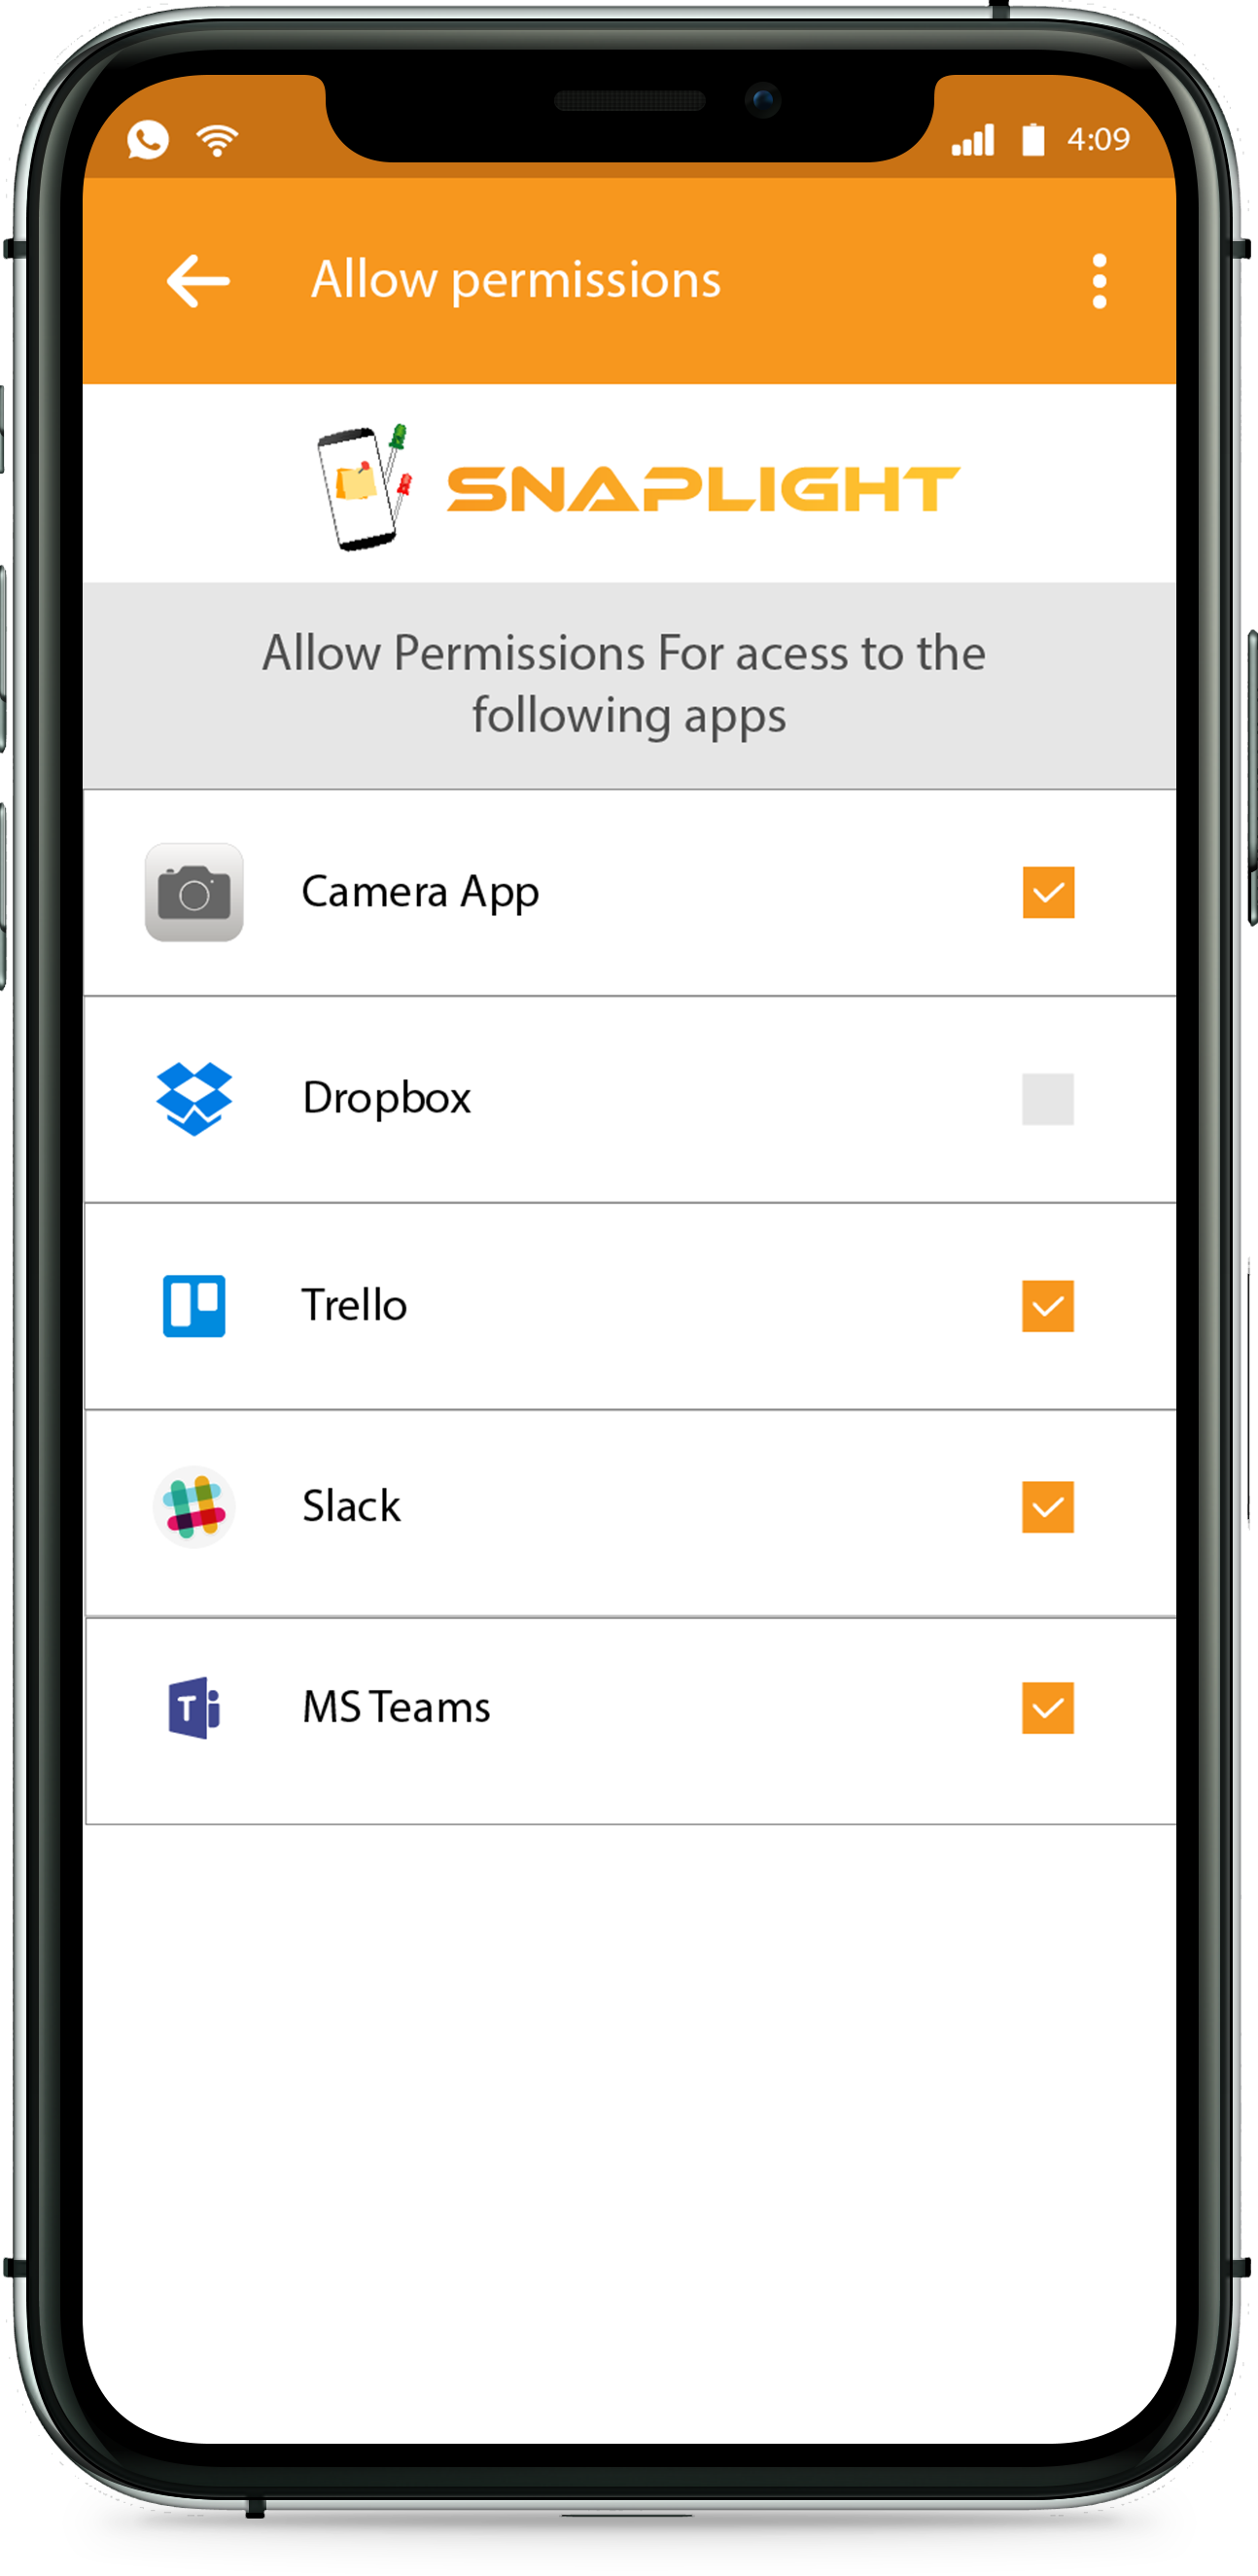 4:09
Allow permissions
SNAPLIGHT
Allow Permissions For acess to the
following apps
Camera App
Dropbox
Trello
Slack
MS Teams